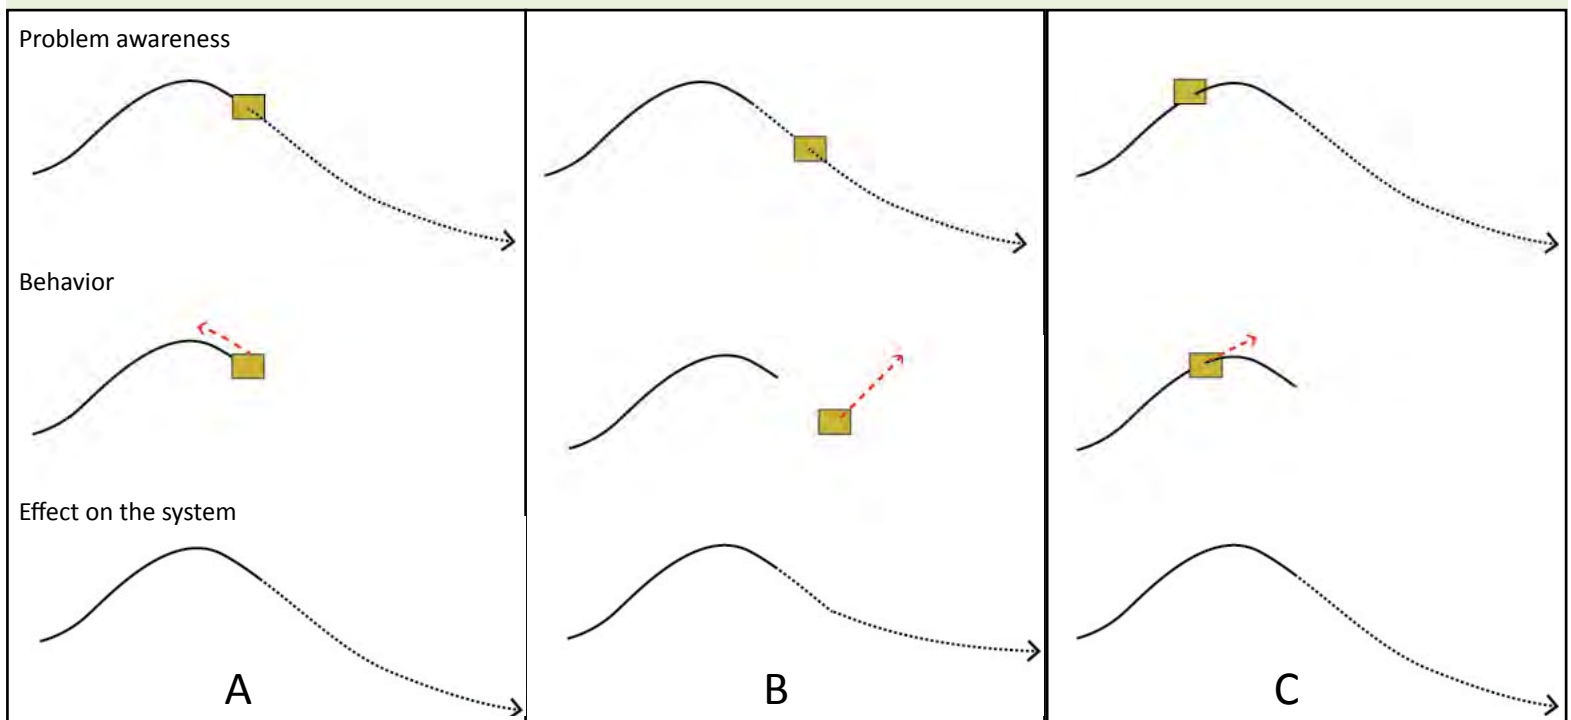 Problem awareness
Behavior
Effect on the system
A
B
C